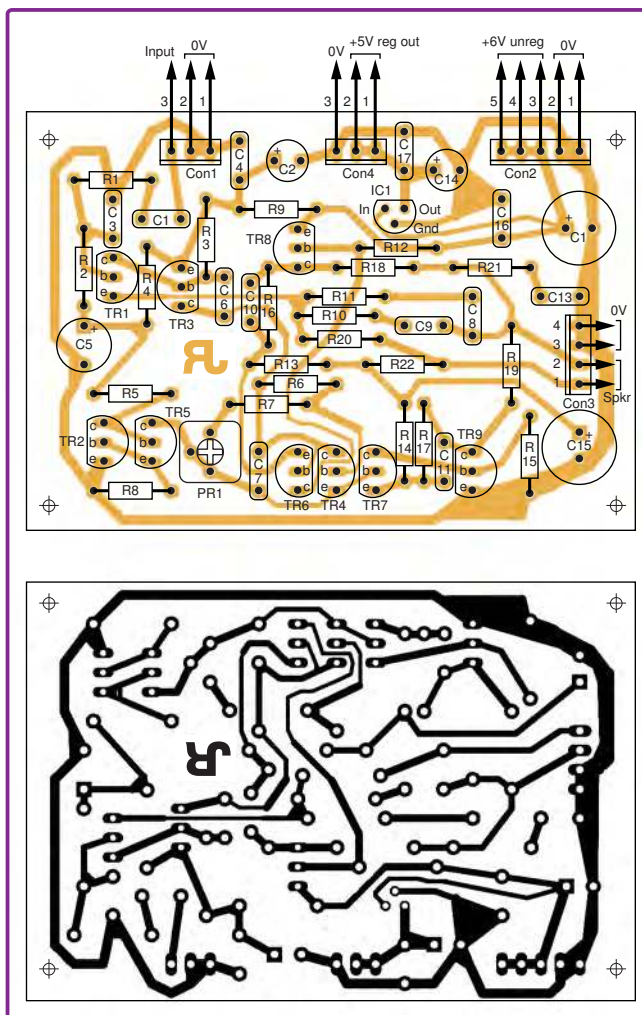 Input 0V
0V +5V reg out
+6V unreg 0V
3 2 1
3 2 1
5 4 3 2 1
Con1
C4
+
C2
Con4
C17
+
C14
Con2
R1
C3
C1
R3
R9
IC1
In
Out
Gnd
C16
+
C1
R2
c
b
e
TR1
R4
c
b
e
TR3
C6
C10
R16
TR8
e
b
c
R12
R18
R21
R11
R10
R20
C9
C8
C13
0V
4
3
2
1
Spkr
Con3
+
C5
R13
R6
R7
R22
R19
R5
TR2
c
b
e
TR5
c
b
e
R8
PR1
C7
e
b
c
TR6
c
b
e
TR4
c
b
e
TR7
R14
R17
C11
TR9
c
b
e
R15
+
C15